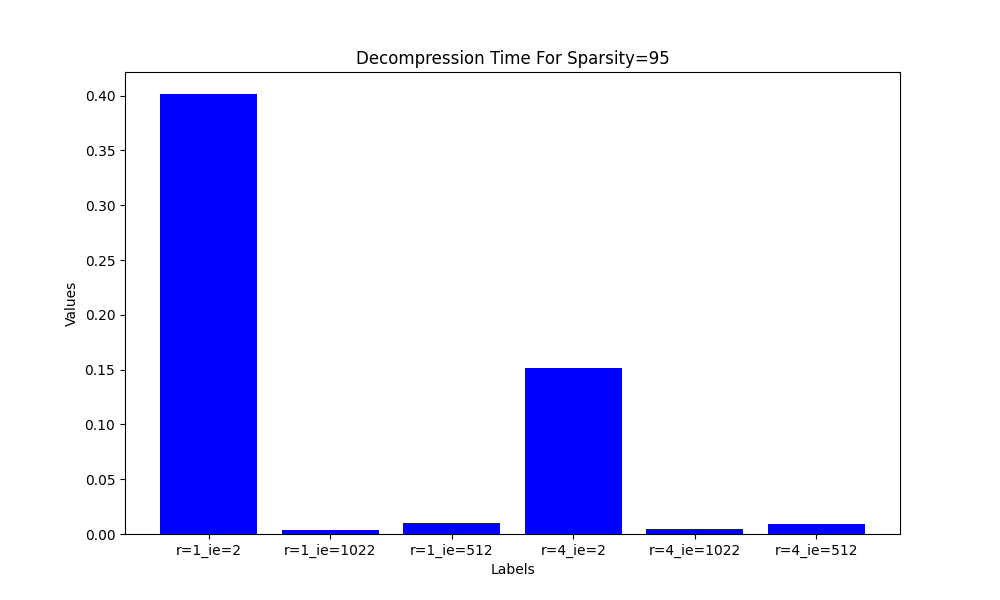 Decompression Time For Sparsity=95
0.40
0.35
0.30
0.25
0.20
0.15
0.10
0.05
0.00
Values
r=1_ie=2 r=1_ie=1022 r=1_ie=512 r=4_ie=2 r=4_ie=1022 r=4_ie=512
Labels